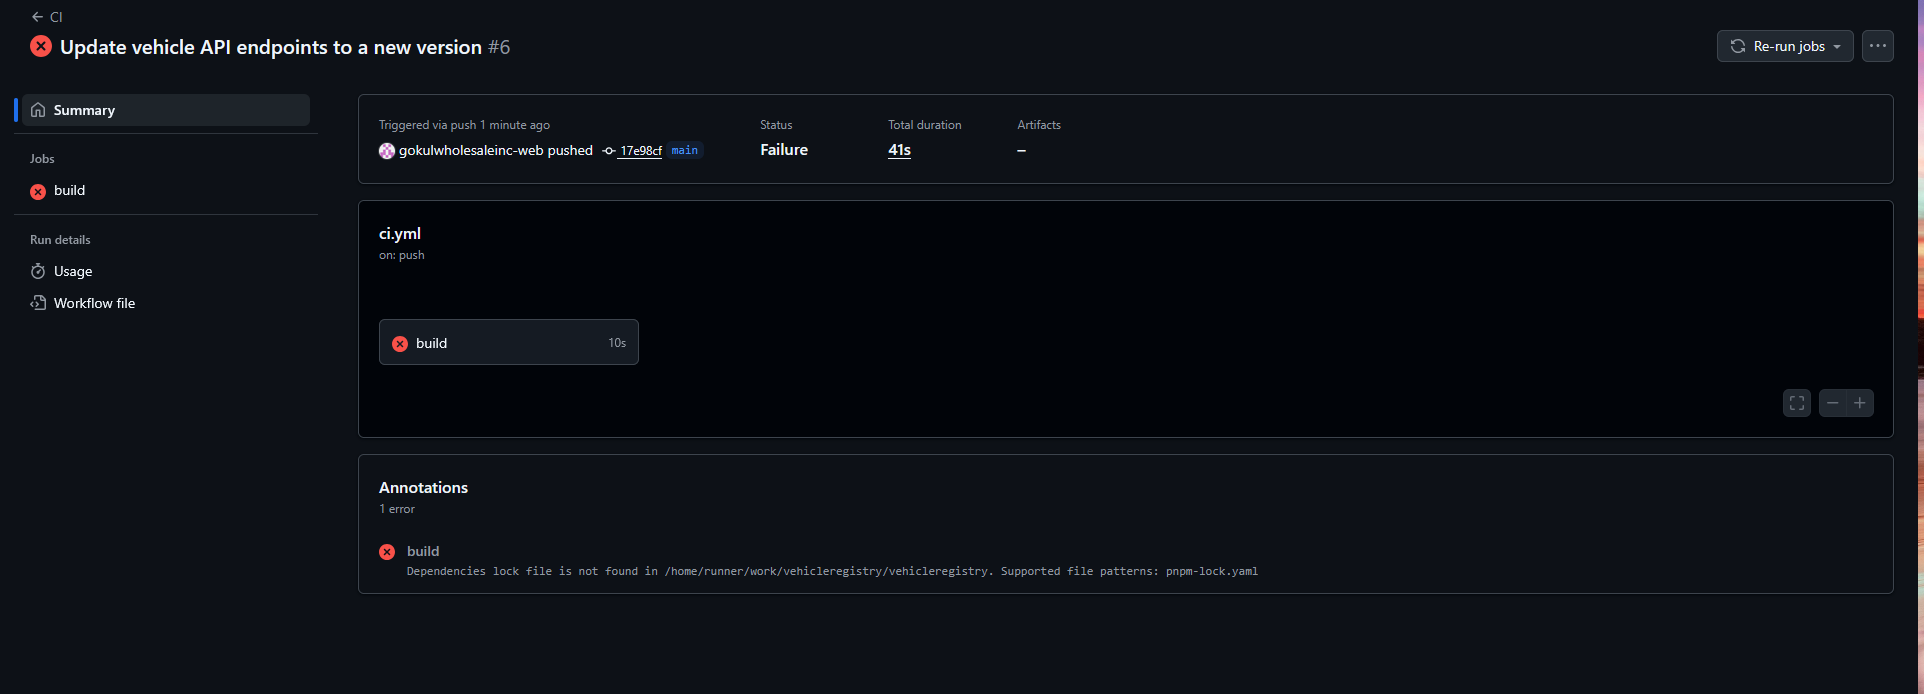 CI
Update vehicle API endpoints to a new version #6
Re-run jobs
Summary
Jobs
build
Run details
Usage
Workflow file
Triggered via push 1 minute ago
gokulwholesaleinc-web pushed 17e98cf main
Status
Failure
Total duration
41s
Artifacts
–
ci.yml
on: push
build 10s
Annotations
1 error
build
Dependencies lock file is not found in /home/runner/work/vehicleregistry/vehicleregistry. Supported file patterns: pnpm-lock.yaml